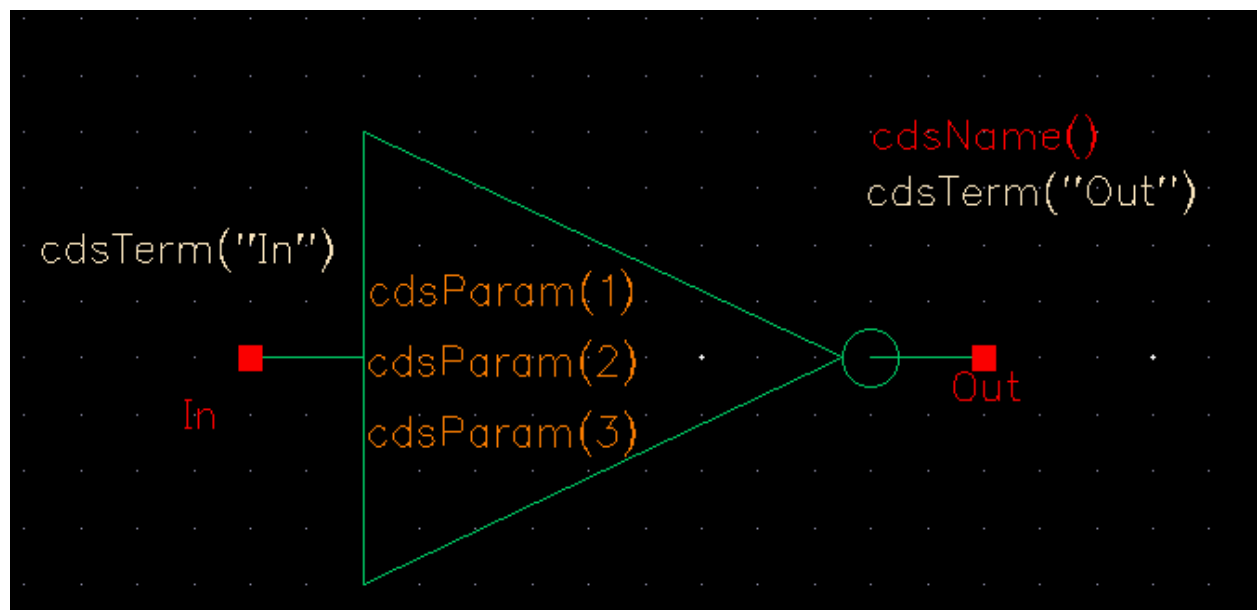 cdsName()
cdsTerm("Out")
cdsTerm("In")
cdsParam(1)
cdsParam(2)
cdsParam(3)
In
Out